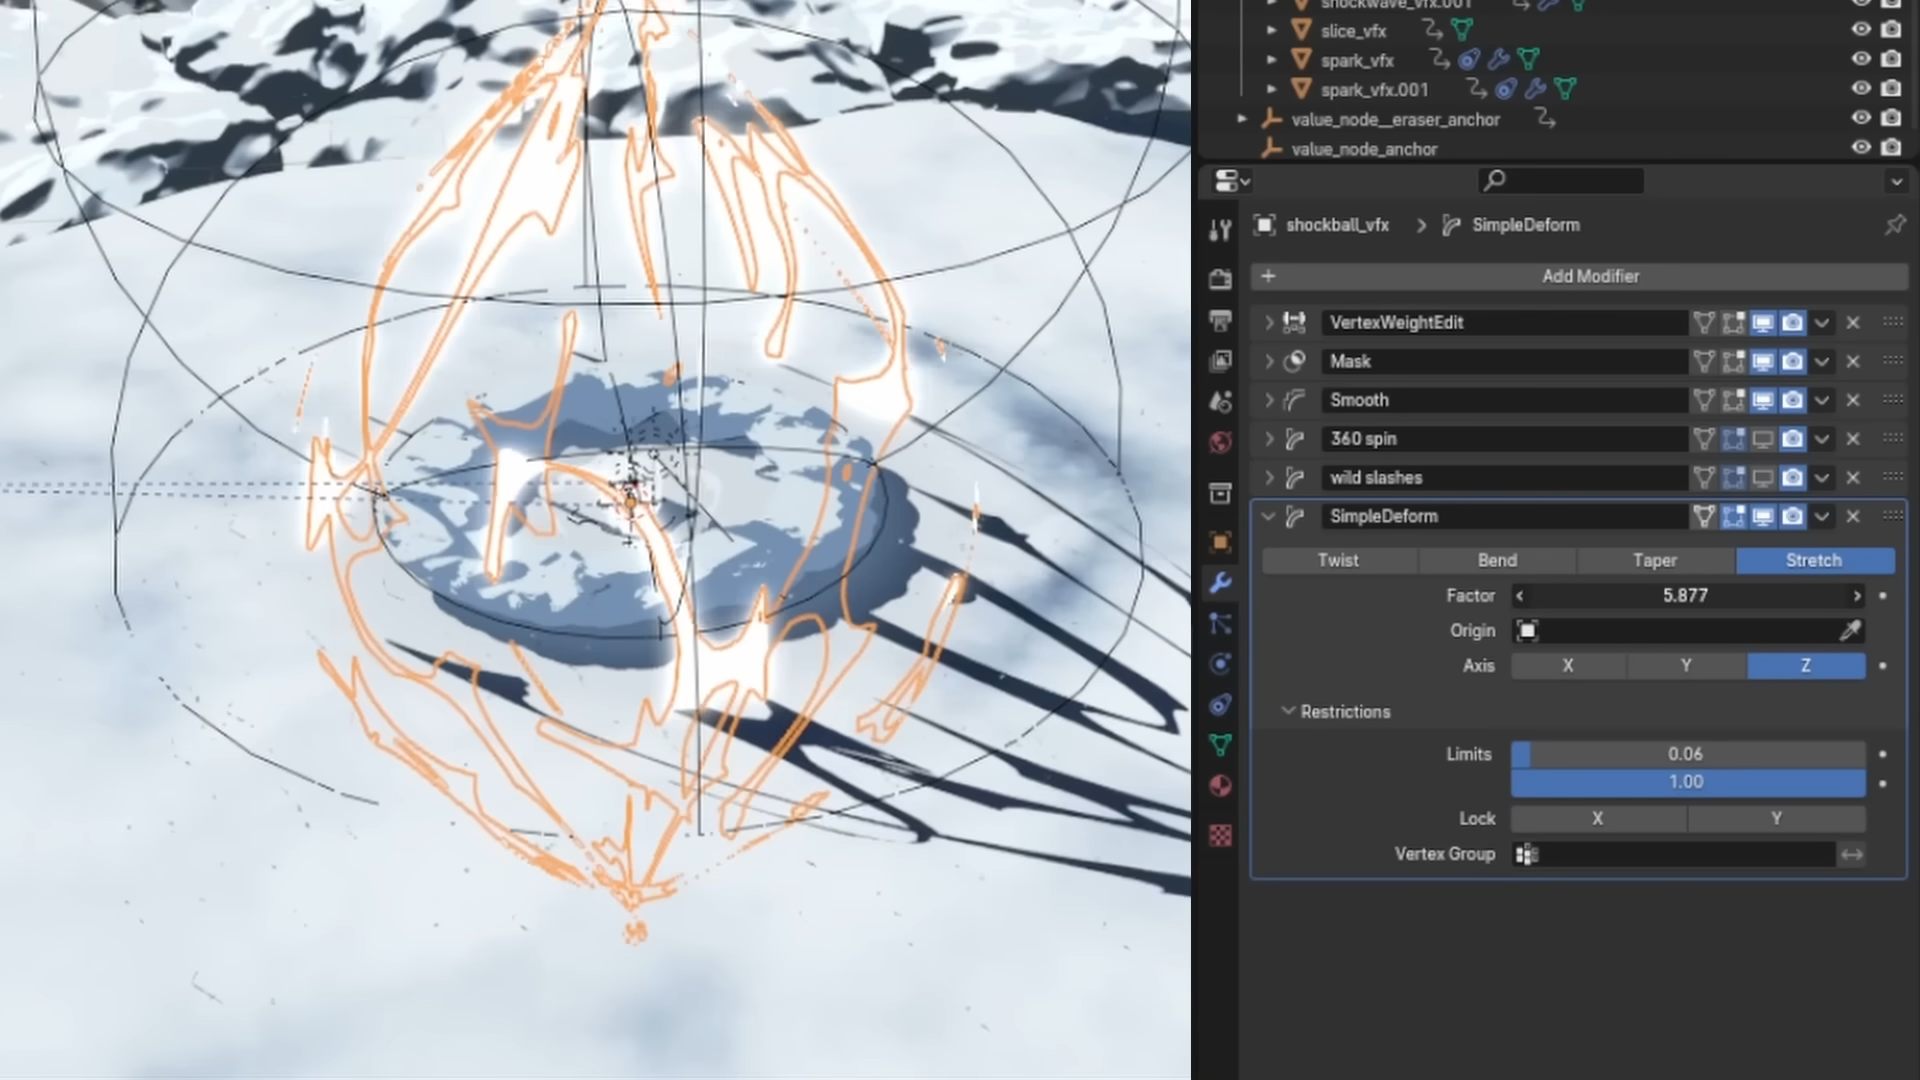 shockwave_vfx.001
slice_vfx
spark_vfx
spark_vfx.001
value_node__eraser_anchor
value_node_anchor
shockball_vfx > SimpleDeform
+ Add Modifier
VertexWeightEdit
Mask
Smooth
360 spin
wild slashes
SimpleDeform
Twist Bend Taper Stretch
Factor 5.877
Origin
Axis X Y Z
Restrictions
Limits 0.06
1.00
Lock X Y
Vertex Group